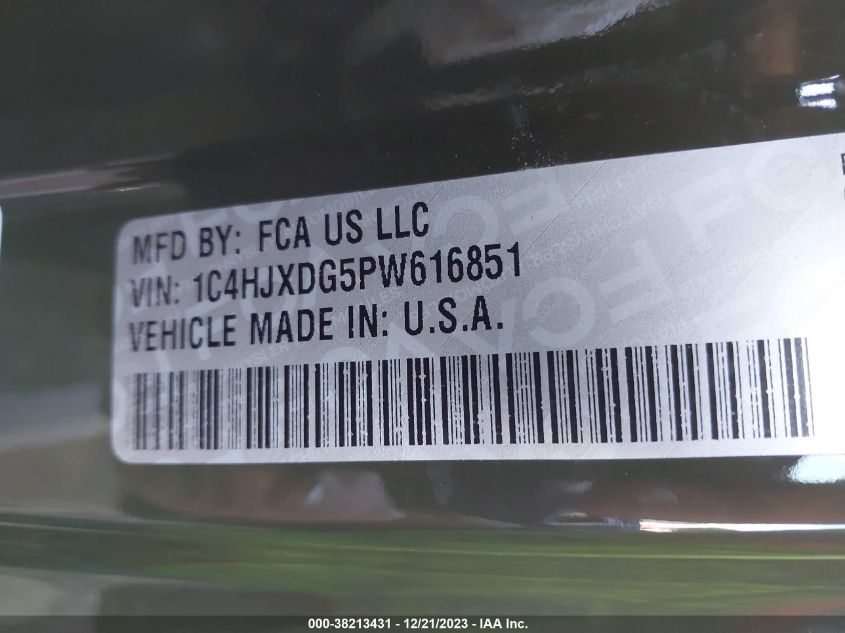 MFD BY: FCA US LLC
VIN: 1C4HJXDG5PW616851
VEHICLE MADE IN: U.S.A.
000-38213431 - 12/21/2023 - IAA Inc.